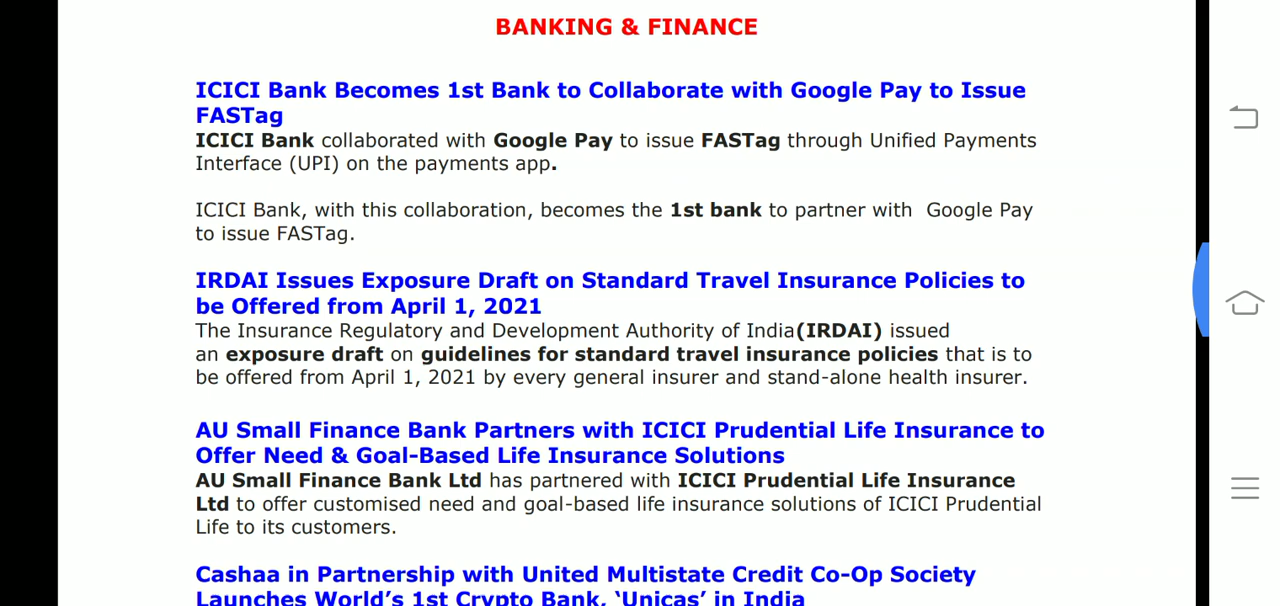 BANKING & FINANCE
ICICI Bank Becomes 1st Bank to Collaborate with Google Pay to Issue
FASTag
ICICI Bank collaborated with Google Pay to issue FASTag through Unified Payments
Interface (UPI) on the payments app.
ICICI Bank, with this collaboration, becomes the 1st bank to partner with Google Pay
to issue FASTag.
IRDAI Issues Exposure Draft on Standard Travel Insurance Policies to
be Offered from April 1, 2021
The Insurance Regulatory and Development Authority of India(IRDAI) issued
an exposure draft on guidelines for standard travel insurance policies that is to
be offered from April 1, 2021 by every general insurer and stand-alone health insurer.
AU Small Finance Bank Partners with ICICI Prudential Life Insurance to
Offer Need & Goal-Based Life Insurance Solutions
AU Small Finance Bank Ltd has partnered with ICICI Prudential Life Insurance
Ltd to offer customised need and goal-based life insurance solutions of ICICI Prudential
Life to its customers.
Cashaa in Partnership with United Multistate Credit Co-Op Society
Launches World's 1st Crypto Bank, ‘Unicas’ in India